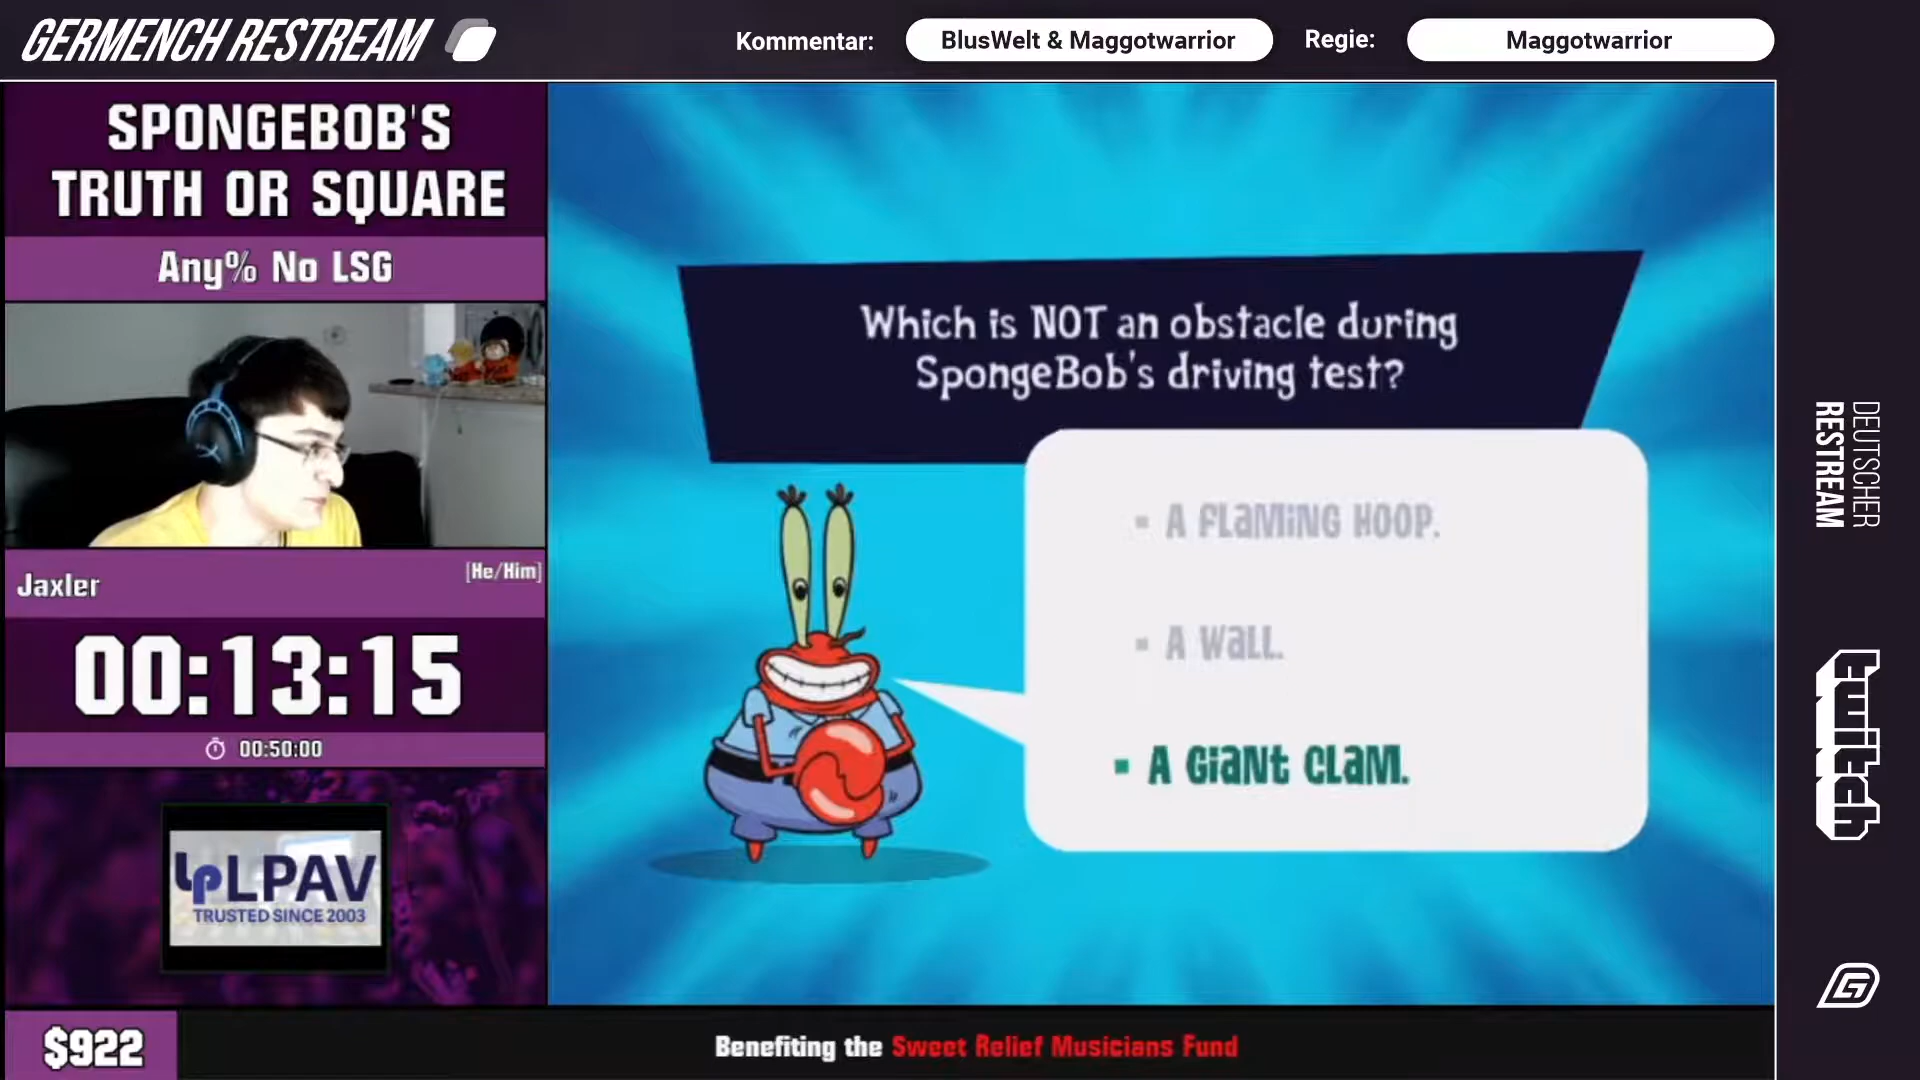 GERMENCH RESTREAM
Kommentar:
BlusWelt & Maggotwarrior
Regie:
Maggotwarrior
SPONGEBOB'S
TRUTH OR SQUARE
Any% No LSG
Jaxler
[He/Him]
00:13:15
00:50:00
LP LPAV
TRUSTED SINCE 2003
$922
Benefiting the Sweet Relief Musicians Fund
Which is NOT an obstacle during
SpongeBob's driving test?
A FLAMING HOOP.
A WALL.
A GIANT CLAM.
DEUTSCHER
RESTREAM
twitch
G